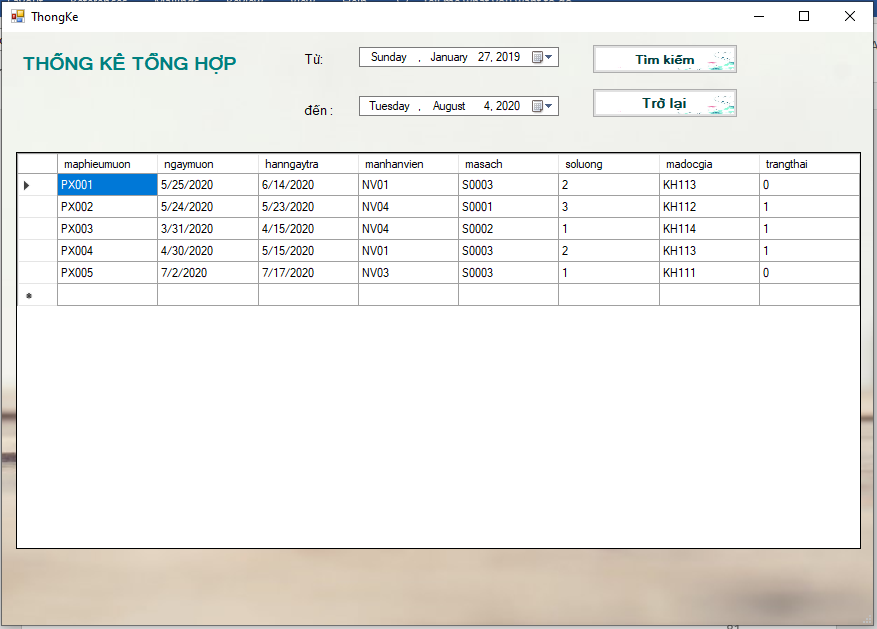 ThongKe
THỐNG KÊ TỔNG HỢP
Từ:
Sunday , January 27, 2019
Tìm kiếm
đến :
Tuesday , August 4, 2020
Trở lại
maphieumuon ngaymuon hanngaytra manhanvien masach soluong madocgia trangthai
PX001 5/25/2020 6/14/2020 NV01 S0003 2 KH113 0
PX002 5/24/2020 5/23/2020 NV04 S0001 3 KH112 1
PX003 3/31/2020 4/15/2020 NV04 S0002 1 KH114 1
PX004 4/30/2020 5/15/2020 NV01 S0003 2 KH113 1
PX005 7/2/2020 7/17/2020 NV03 S0003 1 KH111 0